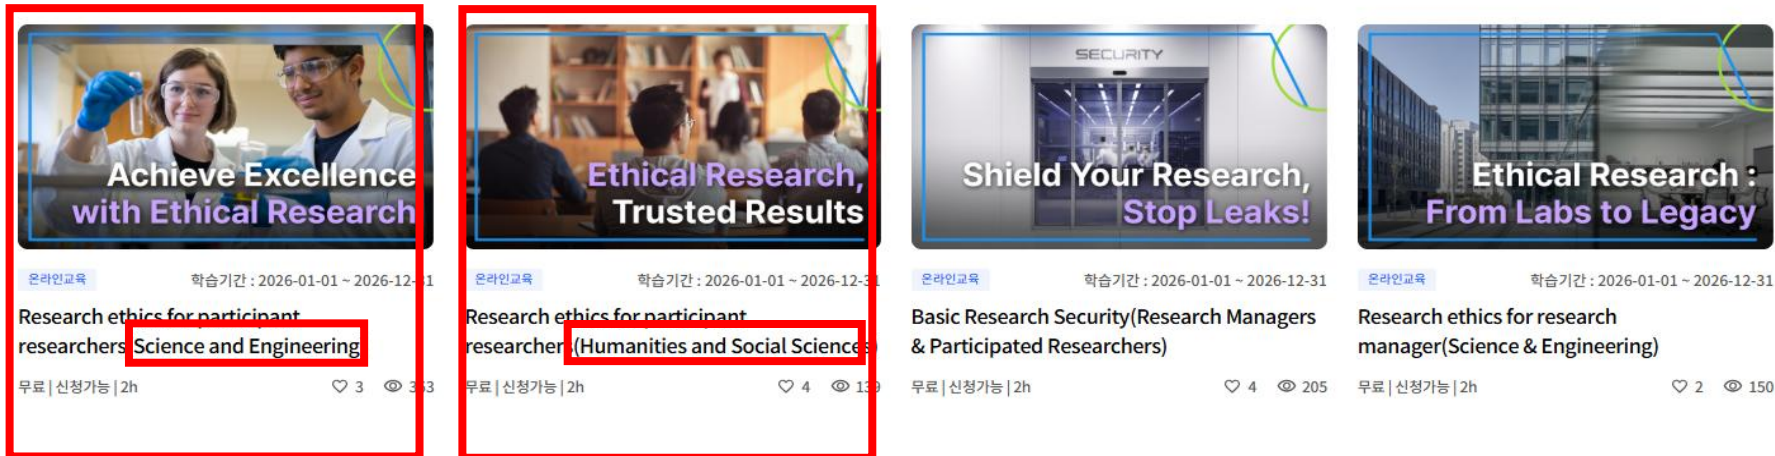 Achieve Excellence
with Ethical Research
온라인교육
학습기간 : 2026-01-01 ~ 2026-12-31
Research ethics for participant
researchers(Science and Engineering)
무료 | 신청가능 | 2h
3
353
Ethical Research,
Trusted Results
온라인교육
학습기간 : 2026-01-01 ~ 2026-12-31
Research ethics for participant
researchers(Humanities and Social Sciences)
무료 | 신청가능 | 2h
4
139
SECURITY
Shield Your Research,
Stop Leaks!
온라인교육
학습기간 : 2026-01-01 ~ 2026-12-31
Basic Research Security(Research Managers
& Participated Researchers)
무료 | 신청가능 | 2h
4
205
Ethical Research :
From Labs to Legacy
온라인교육
학습기간 : 2026-01-01 ~ 2026-12-31
Research ethics for research
manager(Science & Engineering)
무료 | 신청가능 | 2h
2
150